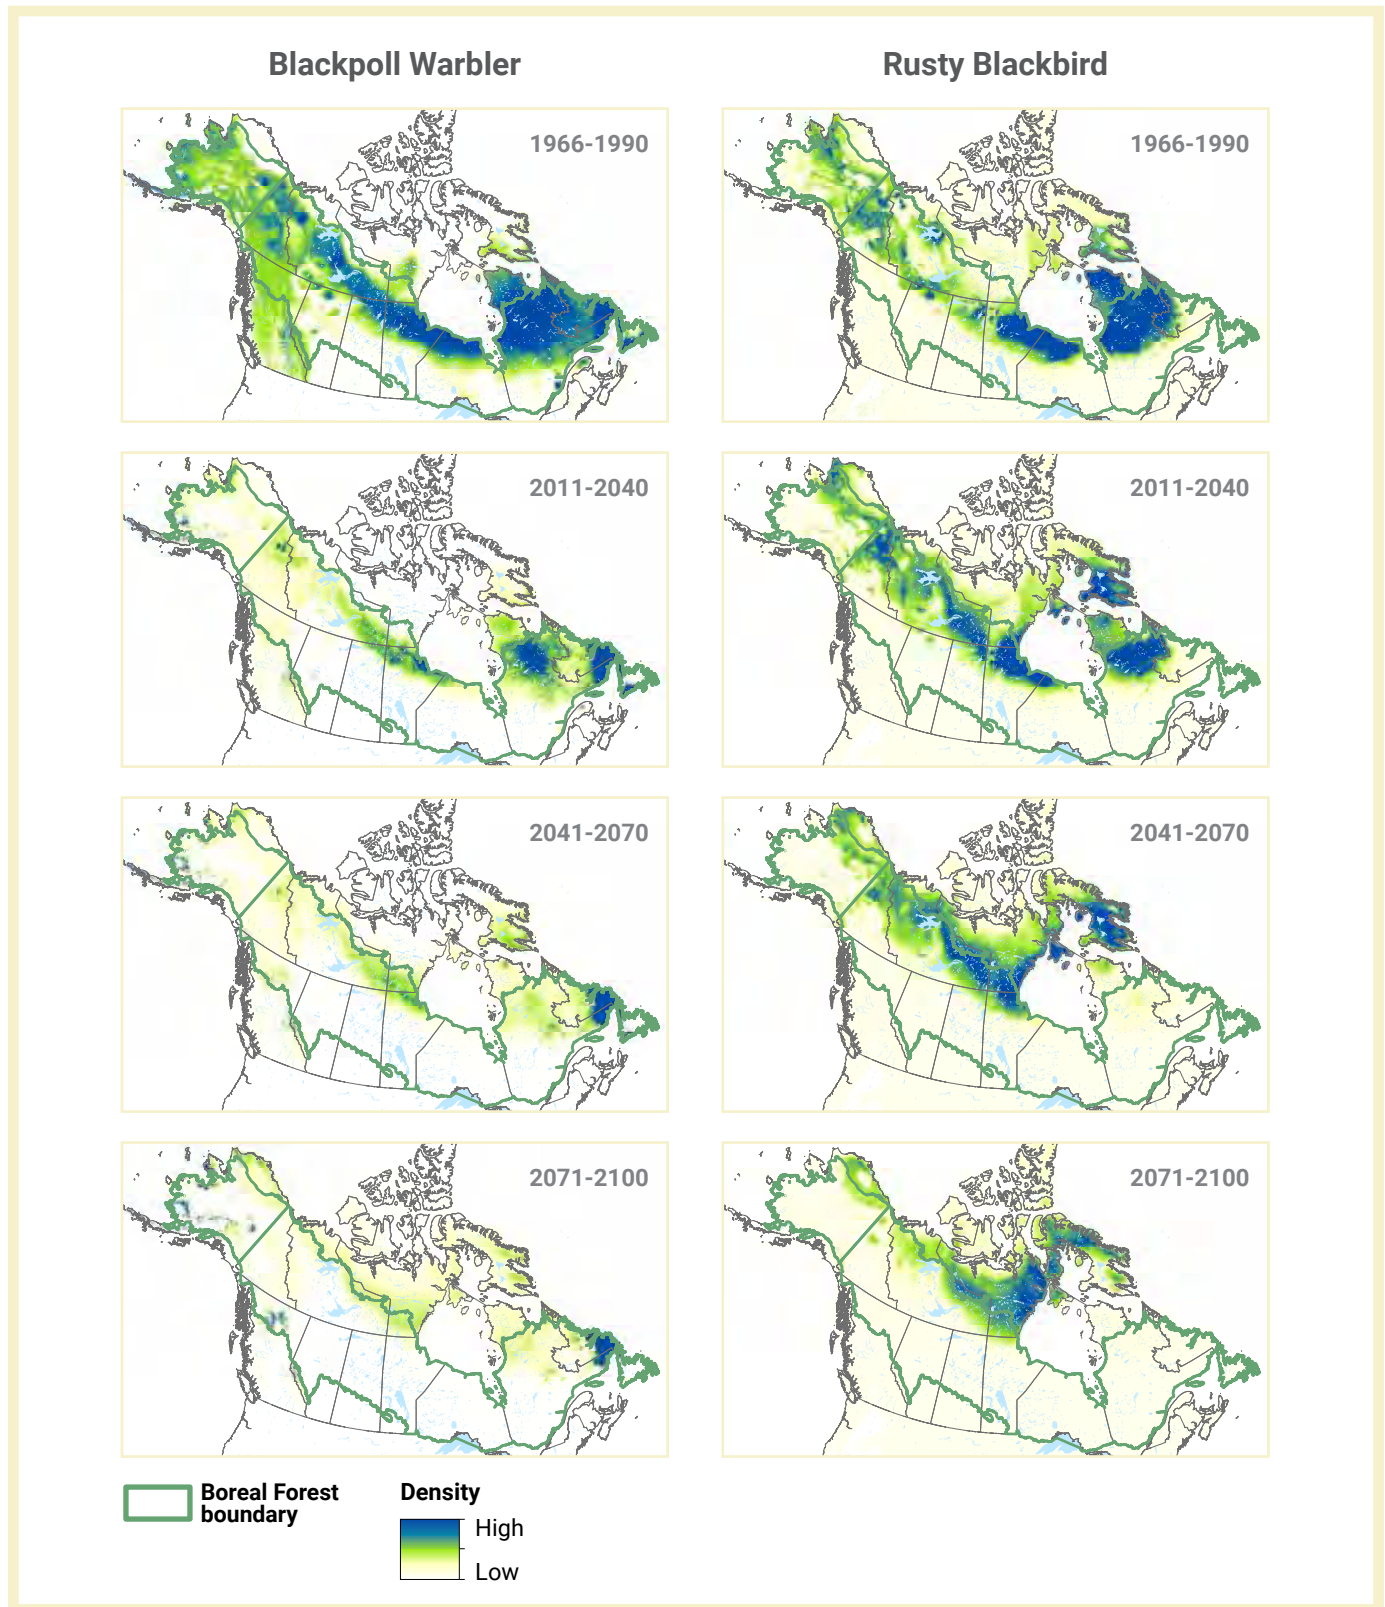 Blackpoll Warbler
Rusty Blackbird
1966-1990
1966-1990
2011-2040
2011-2040
2041-2070
2041-2070
2071-2100
2071-2100
Boreal Forest
boundary
Density
High
Low